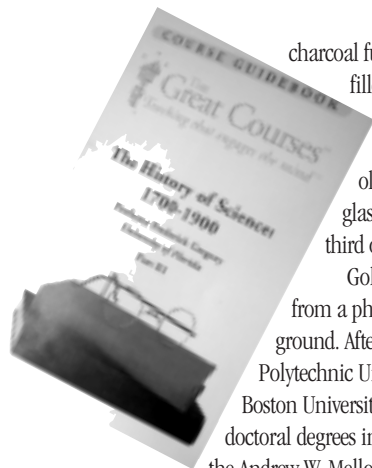 COURSE GUIDEBOOK
THE
Great Courses
Teaching that engages the mind
The History of Science:
1700-1900
Professor Frederick Gregory
University of Florida
Part III
charcoal fu
fille
ol
glas
third o
Gol
from a ph
ground. Afte
Polytechnic U
Boston Universit
doctoral degrees i
the Andrew W. Mello